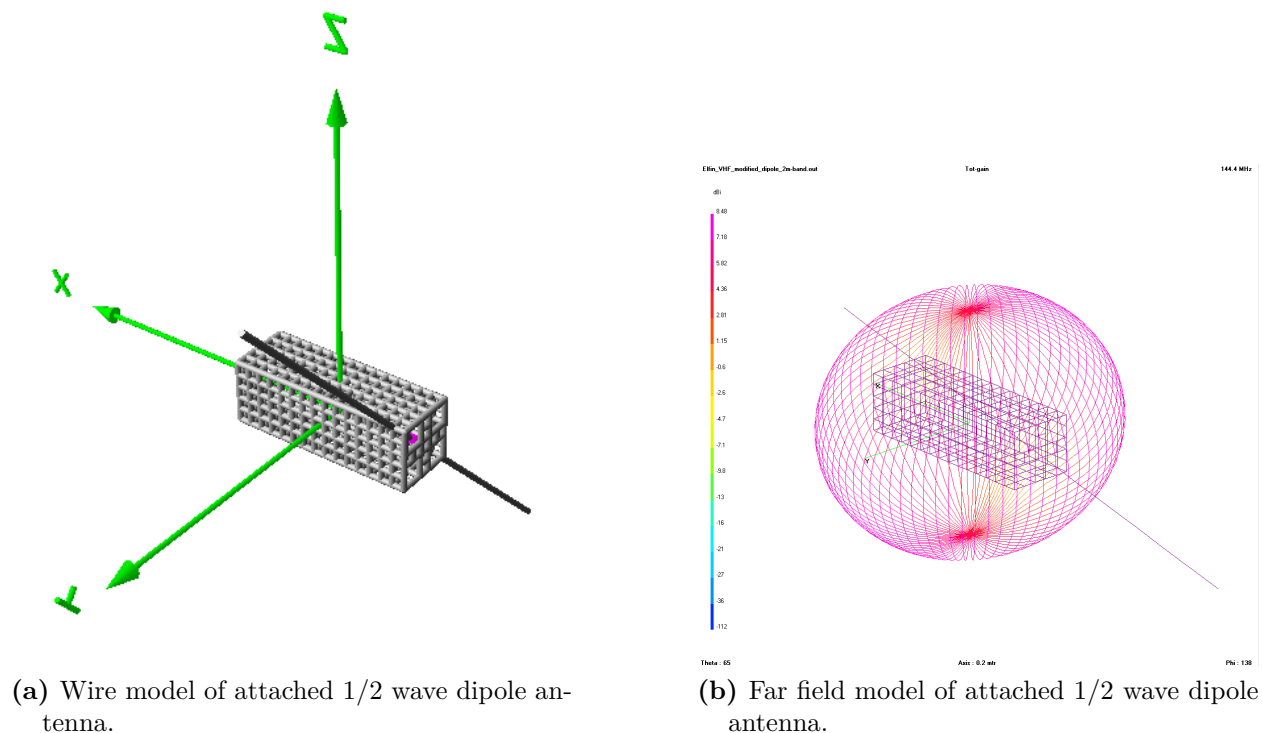 Z
X
Y
Elfin_VHF_modified_dipole_2m-band.out Tot-gain 144.4 MHz
dBi
8.48
7.18
5.82
4.36
2.81
1.15
-0.6
-2.6
-4.7
-7.1
-9.8
-13
-16
-21
-27
-36
-112
X
Y
Theta : 65 Axis : 0.2 mtr Phi : 138
(a) Wire model of attached 1/2 wave dipole an-
tenna.
(b) Far field model of attached 1/2 wave dipole
antenna.